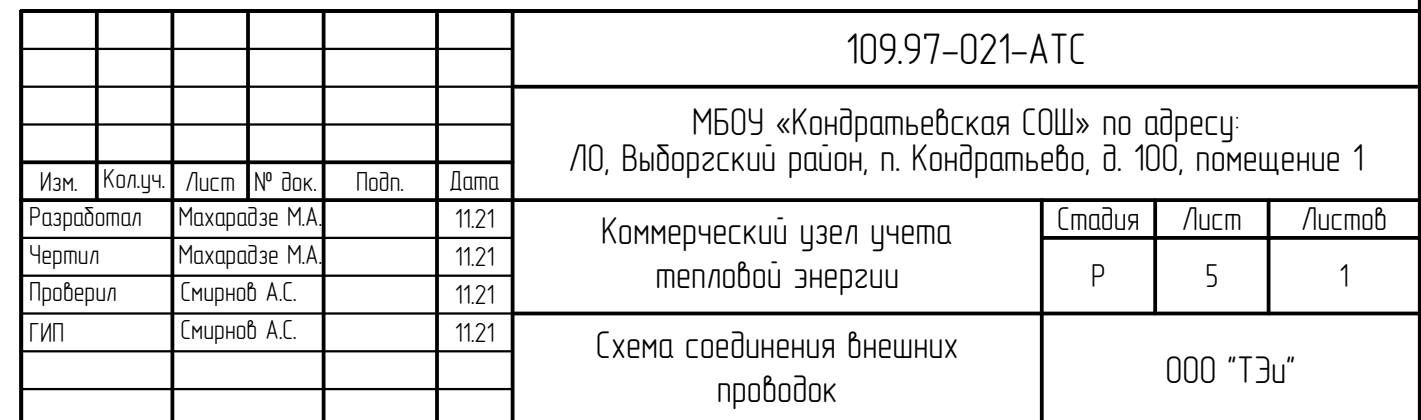 109.97-021-АТС
МБОУ «Кондратьевская СОШ» по адресу:
ЛО, Выборгский район, п. Кондратьево, д. 100, помещение 1
Изм. Кол.уч. Лист № док. Подп. Дата
Разработал Махарадзе М.А. 11.21
Чертил Махарадзе М.А. 11.21
Проверил Смирнов А.С. 11.21
ГИП Смирнов А.С. 11.21
Коммерческий узел учета
тепловой энергии
Стадия Лист Листов
Р 5 1
Схема соединения внешних
проводок
ООО "ТЭи"